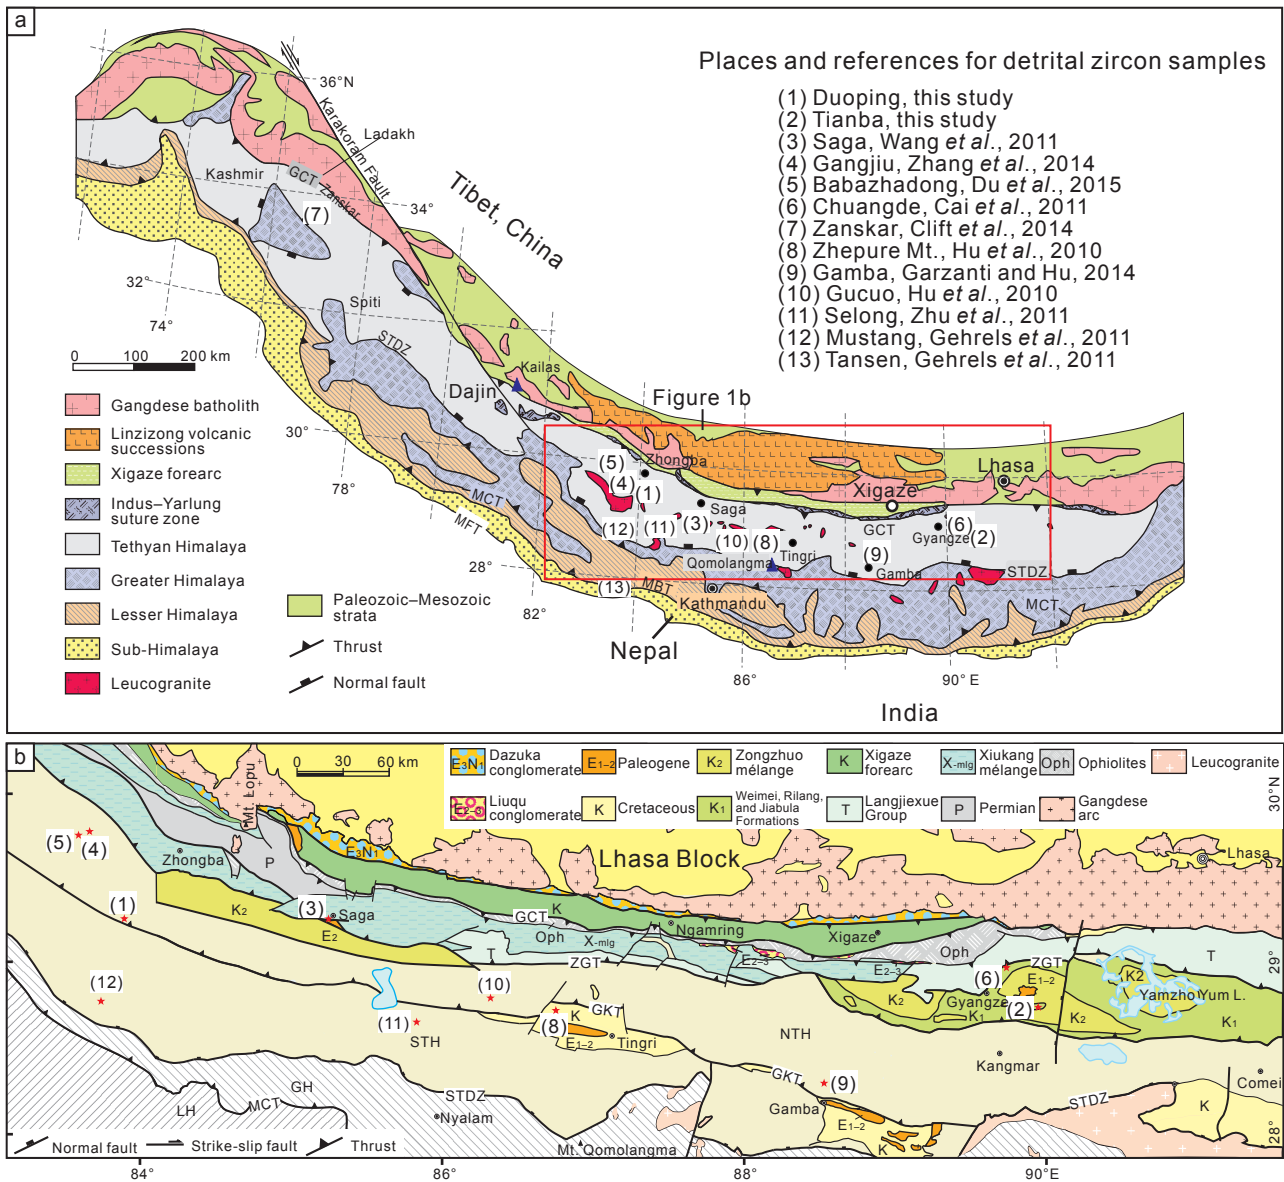 a
Places and references for detrital zircon samples
(1) Duoping, this study
(2) Tianba, this study
(3) Saga, Wang et al., 2011
(4) Gangjiu, Zhang et al., 2014
(5) Babazhadong, Du et al., 2015
(6) Chuangde, Cai et al., 2011
(7) Zanskar, Clift et al., 2014
(8) Zhepure Mt., Hu et al., 2010
(9) Gamba, Garzanti and Hu, 2014
(10) Gucuo, Hu et al., 2010
(11) Selong, Zhu et al., 2011
(12) Mustang, Gehrels et al., 2011
(13) Tansen, Gehrels et al., 2011
36°N
Karakoram Fault
Ladakh
Kashmir
GCT
Zanskar
34°
(7)
Tibet, China
32°
74°
Spiti
STDZ
0 100 200 km
Kailas
Dajin
Figure 1b
30°
78°
MCT
MFT
28°
82°
(5)
Zhongba
(4)
(1)
Saga
(12)
(11)
(3)
(10)
(8)
Tingri
Qomolangma
(13)
MBT
Kathmandu
Nepal
Lhasa
Xigaze
GCT
(6)
Gyangze
(2)
(9)
Gamba
STDZ
MCT
86°
90° E
India
Gangdese batholith
Linzizong volcanic
successions
Xigaze forearc
Indus–Yarlung
suture zone
Tethyan Himalaya
Greater Himalaya
Lesser Himalaya
Sub-Himalaya
Leucogranite
Paleozoic–Mesozoic
strata
Thrust
Normal fault
b
0 30 60 km
E3N1 Dazuka
conglomerate
E1–2 Paleogene
K2 Zongzhuo
mélange
K Xigaze
forearc
X-mlg Xiukang
mélange
Oph Ophiolites
Leucogranite
E2–3 Liuqu
conglomerate
K Cretaceous
K1 Weimei, Rilang,
and Jiabula
Formations
T Langjiexue
Group
P Permian
Gangdese
arc
30°N
Mt. Lopu
(5)
(4)
Zhongba
P
E3N1
Lhasa Block
Lhasa
(1)
K2
(3)
Saga
E2
K
GCT
Oph
X-mlg
T
ZGT
Ngamring
E2–3
Xigaze
Oph
E2–3
(6)
ZGT
T
29°
(12)
(10)
K2
Gyangze
K1
E1–2
(2)
K2
K2
Yamzho Yum L.
K1
(11)
STH
(8)
K
GKT
E1–2
Tingri
NTH
Kangmar
Comei
GKT
(9)
Gamba
E1–2
K
STDZ
K
28°
GH
LH
MCT
STDZ
Nyalam
Mt. Qomolangma
Normal fault
Strike-slip fault
Thrust
84°
86°
88°
90°E